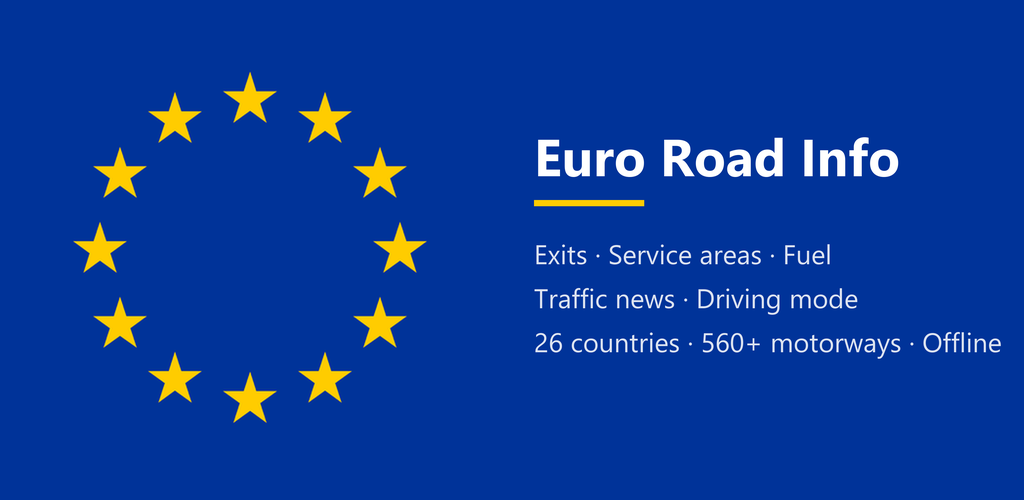 Euro Road Info
Exits · Service areas · Fuel
Traffic news · Driving mode
26 countries · 560+ motorways · Offline